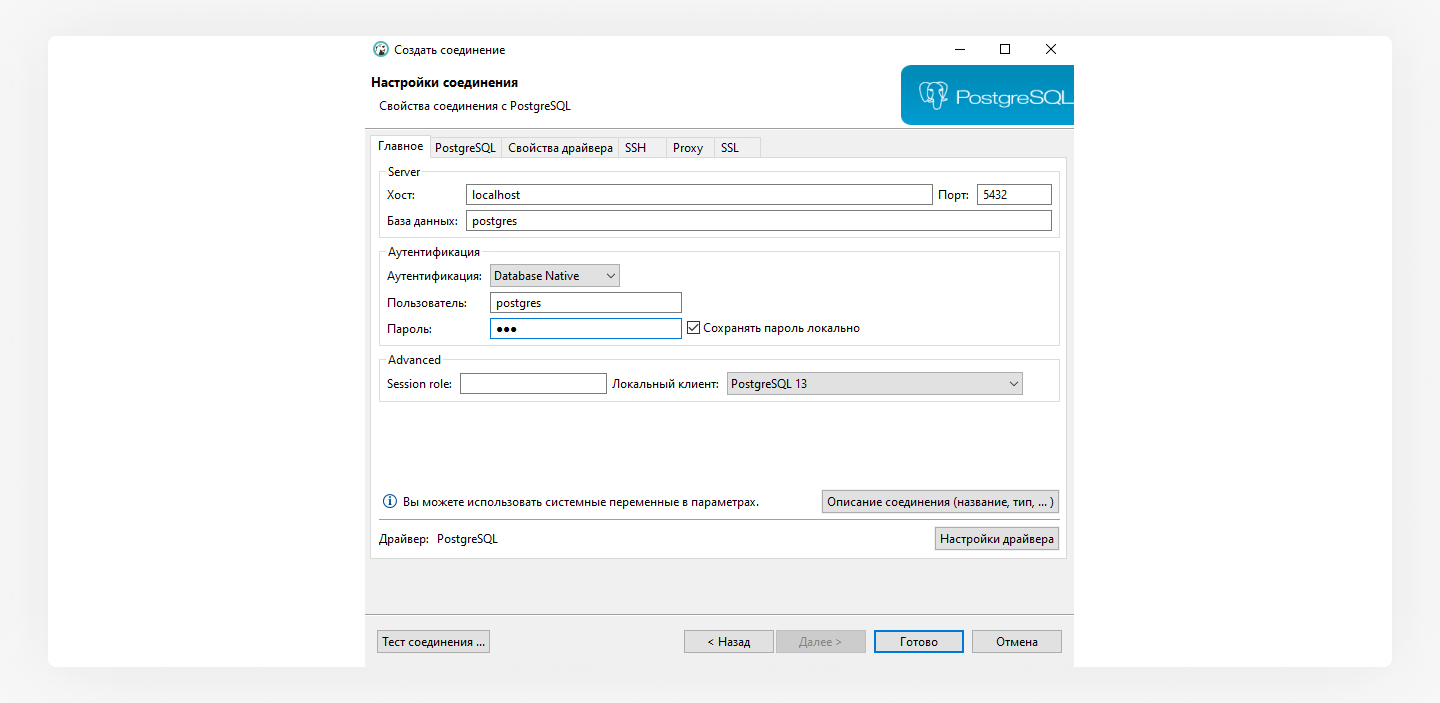 Создать соединение
Настройки соединения
Свойства соединения с PostgreSQL
PostgreSQL
Главное PostgreSQL Свойства драйвера SSH Proxy SSL
Server
Хост: localhost Порт: 5432
База данных: postgres
Аутентификация
Аутентификация: Database Native
Пользователь: postgres
Пароль: ●●● Сохранять пароль локально
Advanced
Session role: Локальный клиент: PostgreSQL 13
Вы можете использовать системные переменные в параметрах. Описание соединения (название, тип, ... )
Драйвер: PostgreSQL Настройки драйвера
Тест соединения ... < Назад Далее > Готово Отмена